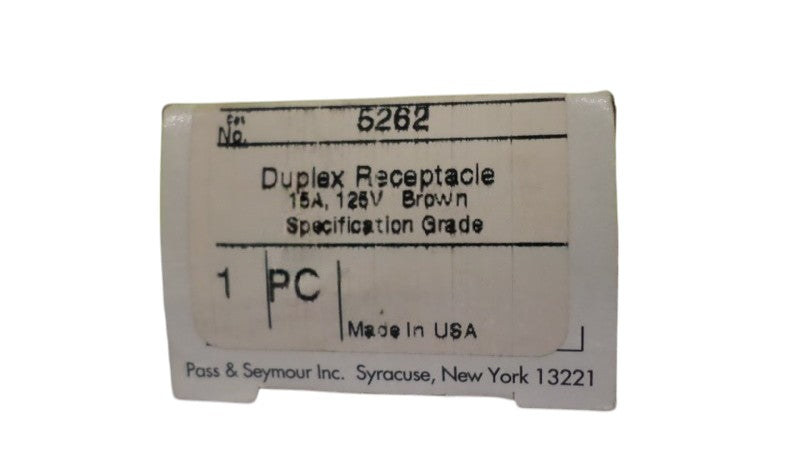 Cat
No. 5262
Duplex Receptacle
15A, 125V Brown
Specification Grade
1 PC
Made In USA
Pass & Seymour Inc. Syracuse, New York 13221